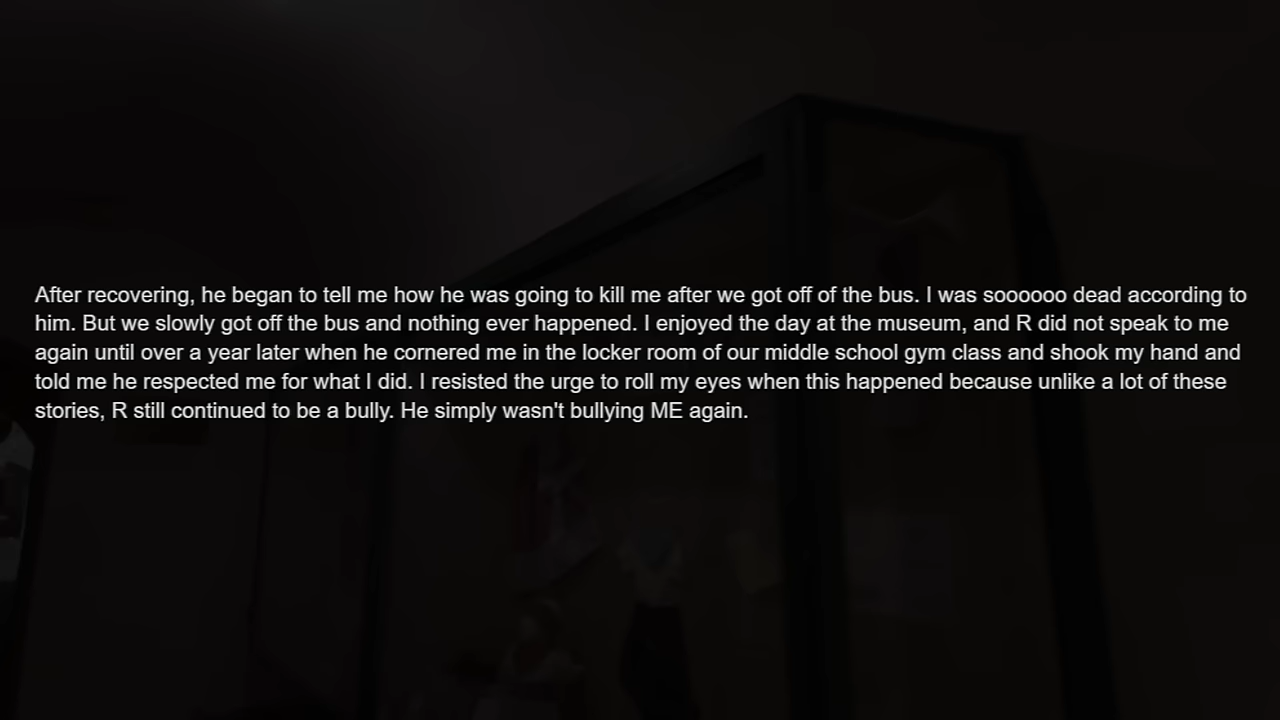 After recovering, he began to tell me how he was going to kill me after we got off of the bus. I was soooooo dead according to
him. But we slowly got off the bus and nothing ever happened. I enjoyed the day at the museum, and R did not speak to me
again until over a year later when he cornered me in the locker room of our middle school gym class and shook my hand and
told me he respected me for what I did. I resisted the urge to roll my eyes when this happened because unlike a lot of these
stories, R still continued to be a bully. He simply wasn't bullying ME again.